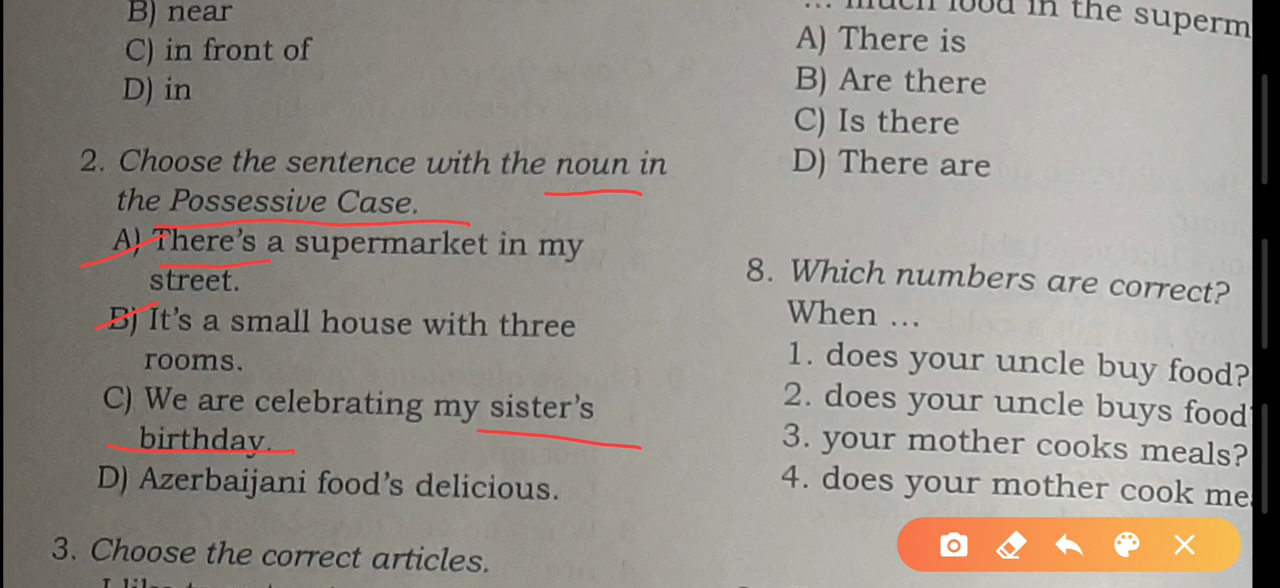 B) near
C) in front of
D) in
2. Choose the sentence with the noun in
the Possessive Case.
A) There's a supermarket in my
street.
B) It's a small house with three
rooms.
C) We are celebrating my sister's
birthday.
D) Azerbaijani food's delicious.
3. Choose the correct articles.
... much food in the superm
A) There is
B) Are there
C) Is there
D) There are
8. Which numbers are correct?
When ...
1. does your uncle buy food?
2. does your uncle buys food
3. your mother cooks meals?
4. does your mother cook me